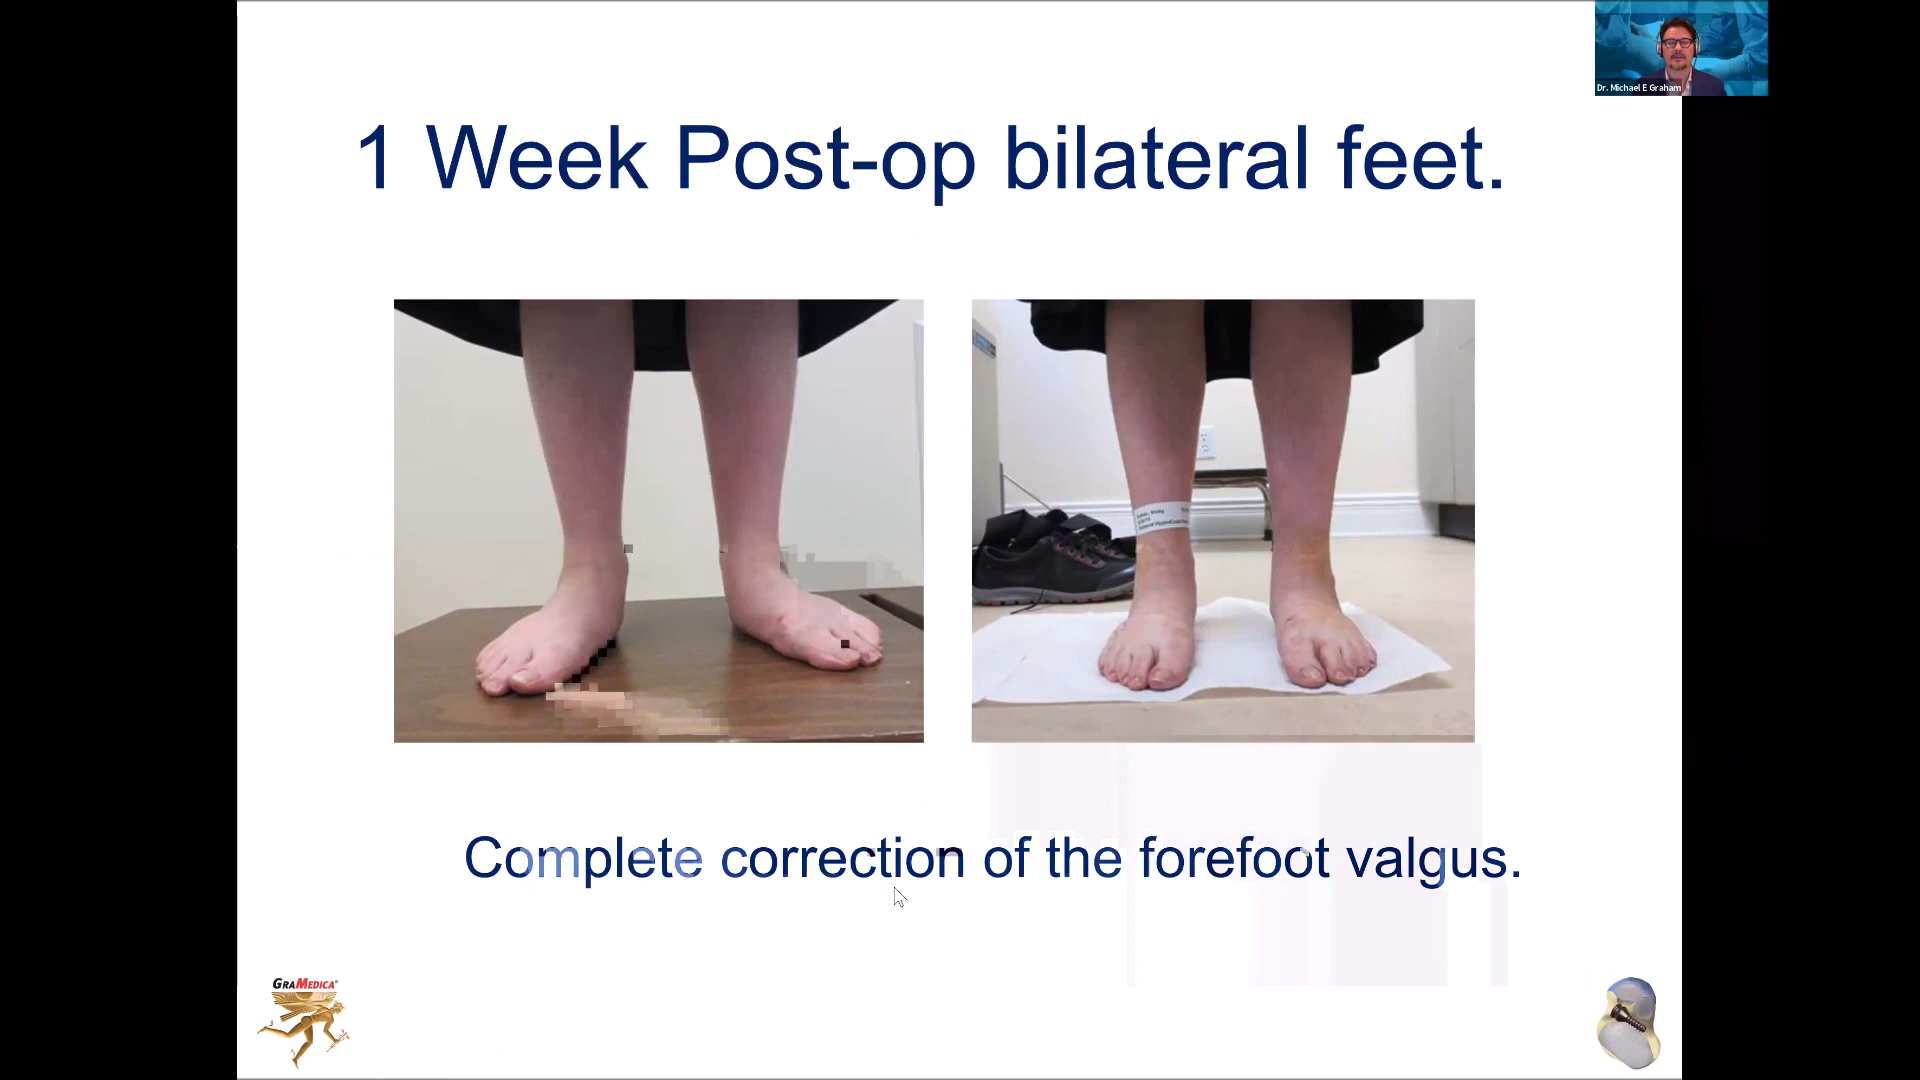 Dr. Michael E Graham
1 Week Post-op bilateral feet.
Complete correction of the forefoot valgus.
GRAMEDICA®